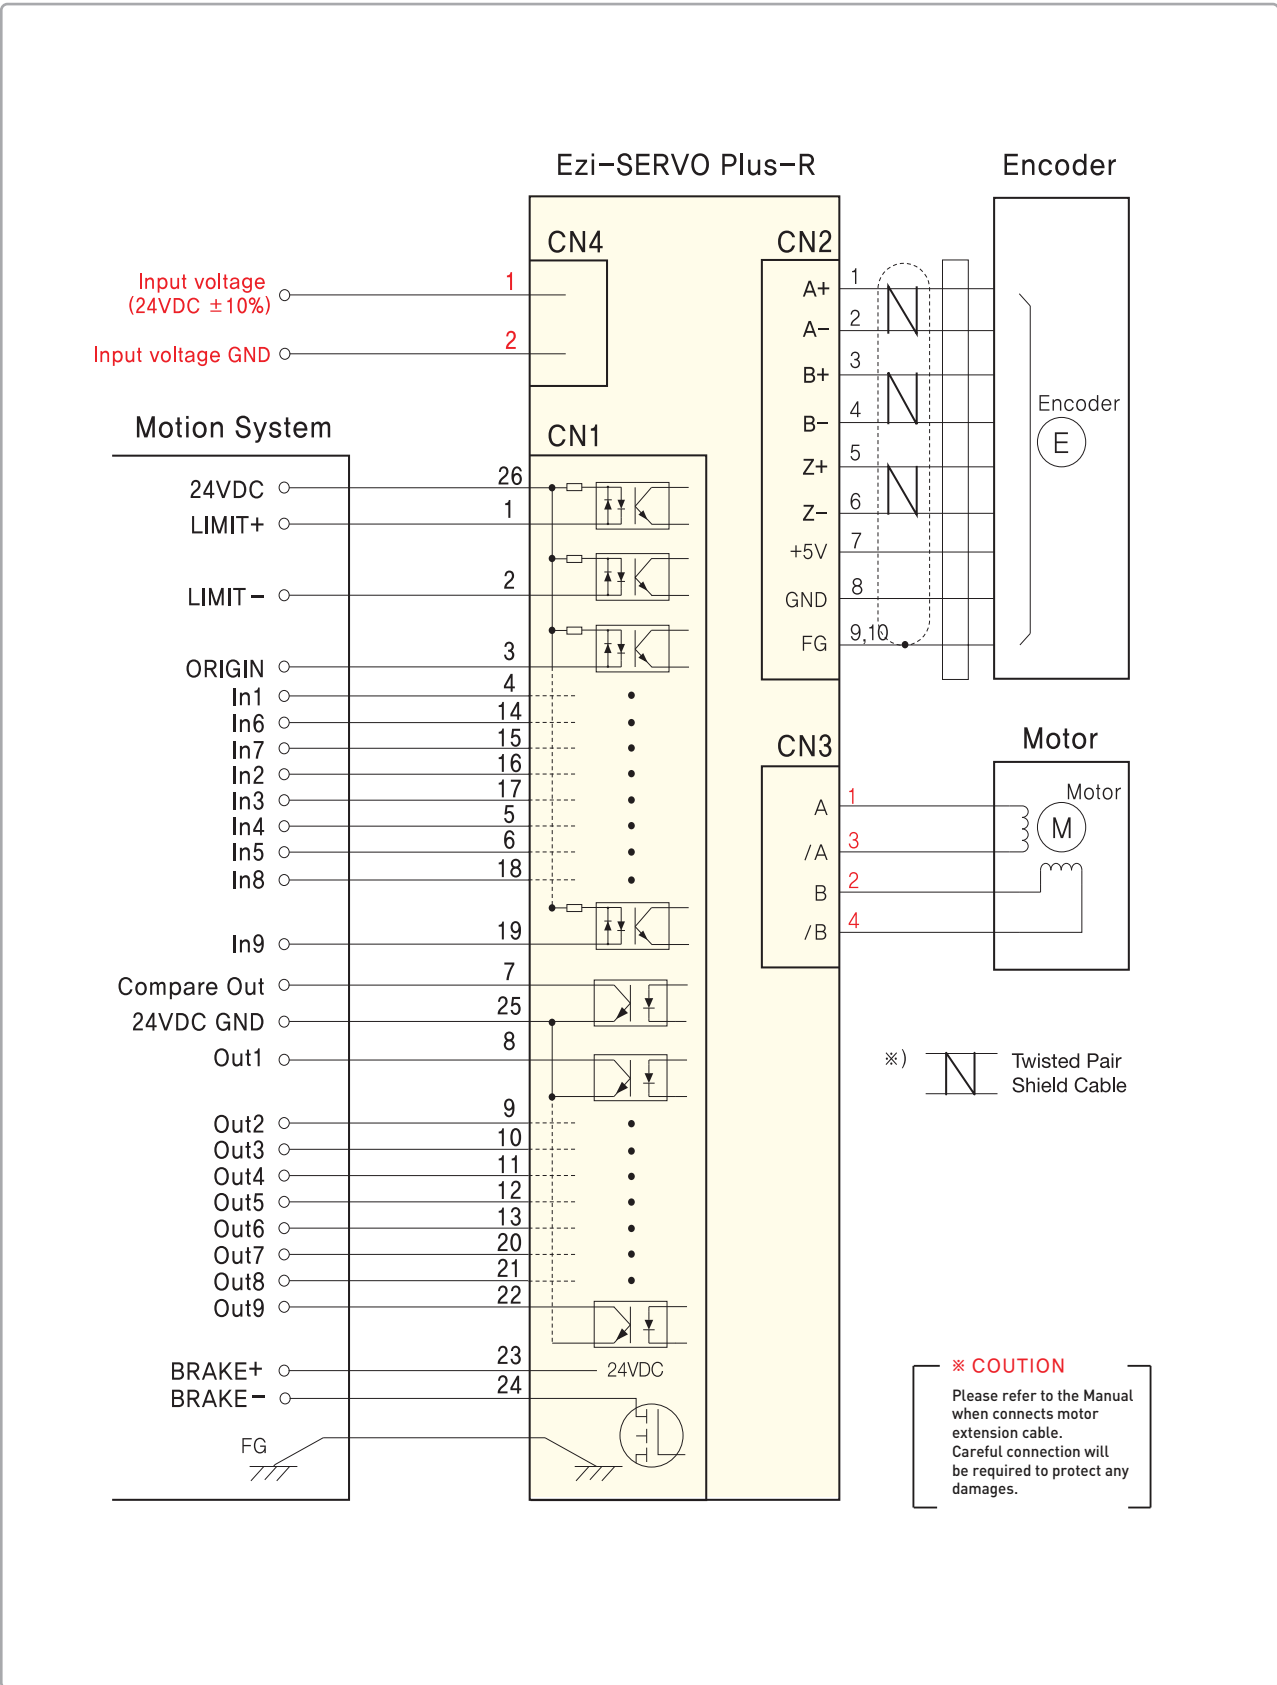 Ezi-SERVO Plus-R
Encoder
CN4
CN2
Input voltage
(24VDC ±10%)
1
Input voltage GND
2
A+ 1
A- 2
B+ 3
B- 4
Z+ 5
Z- 6
+5V 7
GND 8
FG 9,10
Encoder
E
Motion System
CN1
24VDC 26
LIMIT+ 1
LIMIT- 2
ORIGIN 3
In1 4
In6 14
In7 15
In2 16
In3 17
In4 5
In5 6
In8 18
In9 19
Compare Out 7
24VDC GND 25
Out1 8
Out2 9
Out3 10
Out4 11
Out5 12
Out6 13
Out7 20
Out8 21
Out9 22
BRAKE+ 23 24VDC
BRAKE- 24
FG
CN3
Motor
A 1
/A 3
B 2
/B 4
Motor
M
※) Twisted Pair
Shield Cable
※ COUTION
Please refer to the Manual
when connects motor
extension cable.
Careful connection will
be required to protect any
damages.